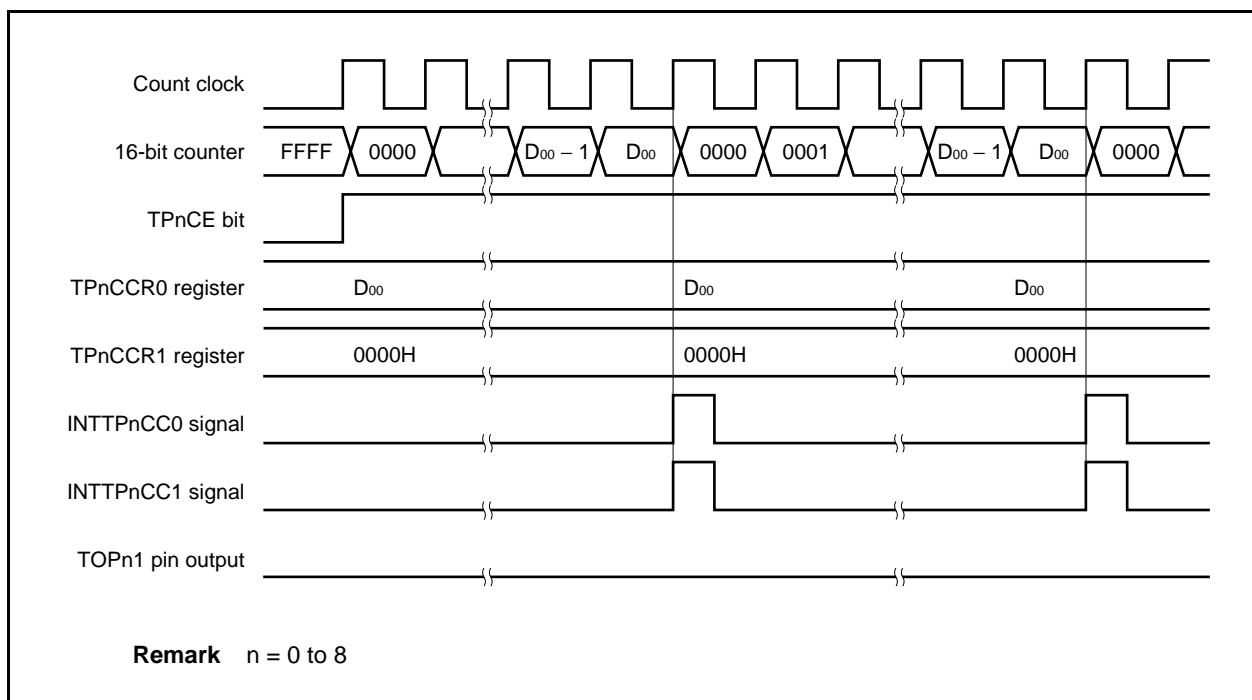 Count clock
16-bit counter FFFF 0000 D00 − 1 D00 0000 0001 D00 − 1 D00 0000
TPnCE bit
TPnCCR0 register D00 D00 D00
TPnCCR1 register 0000H 0000H 0000H
INTTPnCC0 signal
INTTPnCC1 signal
TOPn1 pin output
Remark n = 0 to 8